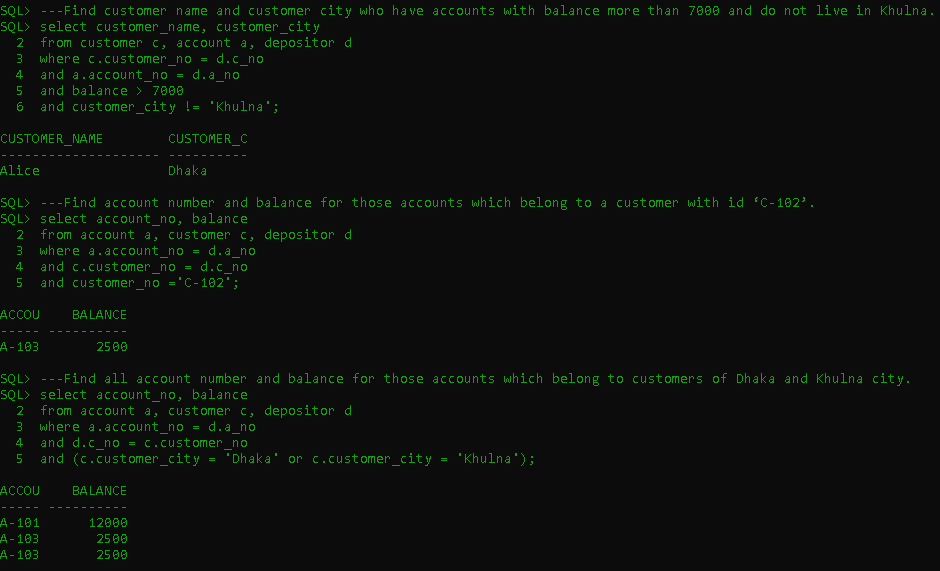 SQL> ---Find customer name and customer city who have accounts with balance more than 7000 and do not live in Khulna.
SQL> select customer_name, customer_city
  2  from customer c, account a, depositor d
  3  where c.customer_no = d.c_no
  4  and a.account_no = d.a_no
  5  and balance > 7000
  6  and customer_city != 'Khulna';
CUSTOMER_NAME        CUSTOMER_C
-------------------- ----------
Alice                Dhaka
SQL> ---Find account number and balance for those accounts which belong to a customer with id ‘C-102’.
SQL> select account_no, balance
  2  from account a, customer c, depositor d
  3  where a.account_no = d.a_no
  4  and c.customer_no = d.c_no
  5  and customer_no ='C-102';
ACCOU    BALANCE
----- ----------
A-103       2500
SQL> ---Find all account number and balance for those accounts which belong to customers of Dhaka and Khulna city.
SQL> select account_no, balance
  2  from account a, customer c, depositor d
  3  where a.account_no = d.a_no
  4  and d.c_no = c.customer_no
  5  and (c.customer_city = 'Dhaka' or c.customer_city = 'Khulna');
ACCOU    BALANCE
----- ----------
A-101      12000
A-103       2500
A-103       2500